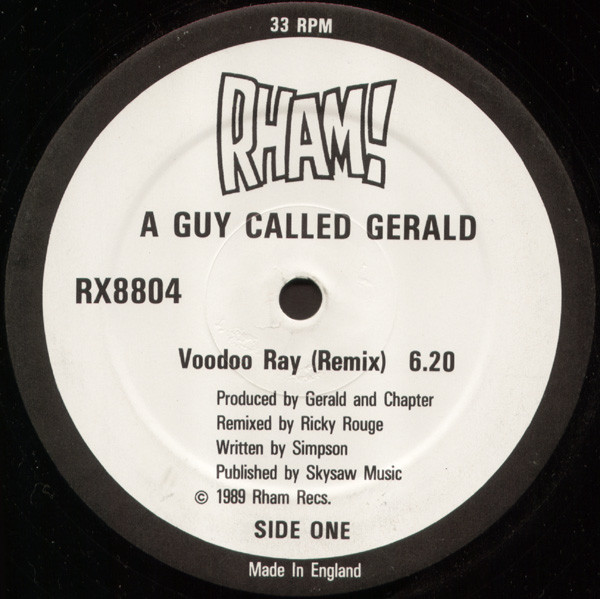 33 RPM
RHAM!
A GUY CALLED GERALD
RX8804
Voodoo Ray (Remix) 6.20
Produced by Gerald and Chapter
Remixed by Ricky Rouge
Written by Simpson
Published by Skysaw Music
© 1989 Rham Recs.
SIDE ONE
Made In England